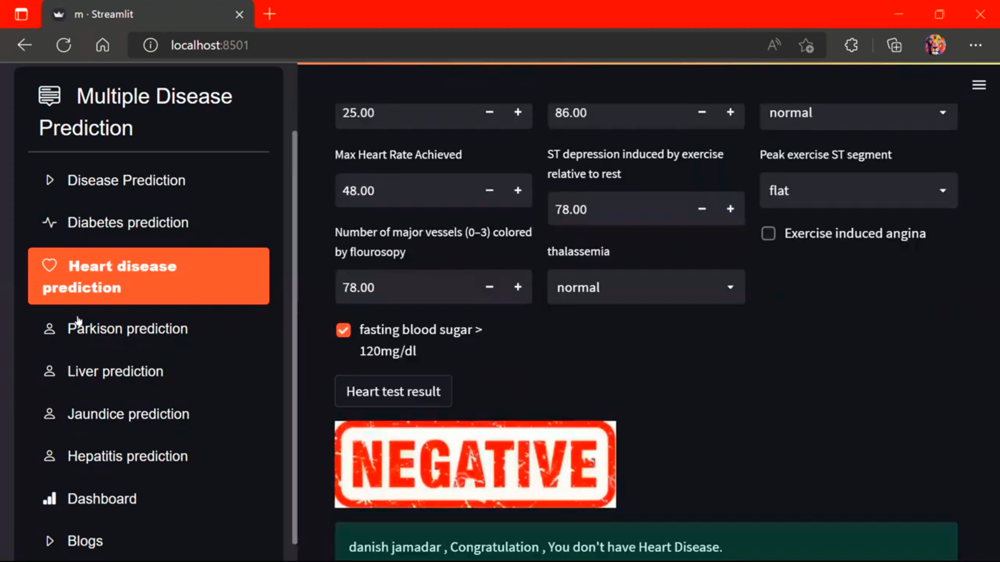 m · Streamlit
localhost:8501
Multiple Disease
Prediction
Disease Prediction
Diabetes prediction
Heart disease
prediction
Parkison prediction
Liver prediction
Jaundice prediction
Hepatitis prediction
Dashboard
Blogs
25.00
86.00
normal
Max Heart Rate Achieved
48.00
ST depression induced by exercise
relative to rest
78.00
Peak exercise ST segment
flat
Exercise induced angina
Number of major vessels (0–3) colored
by flourosopy
78.00
thalassemia
normal
fasting blood sugar >
120mg/dl
Heart test result
NEGATIVE
danish jamadar , Congratulation , You don't have Heart Disease.